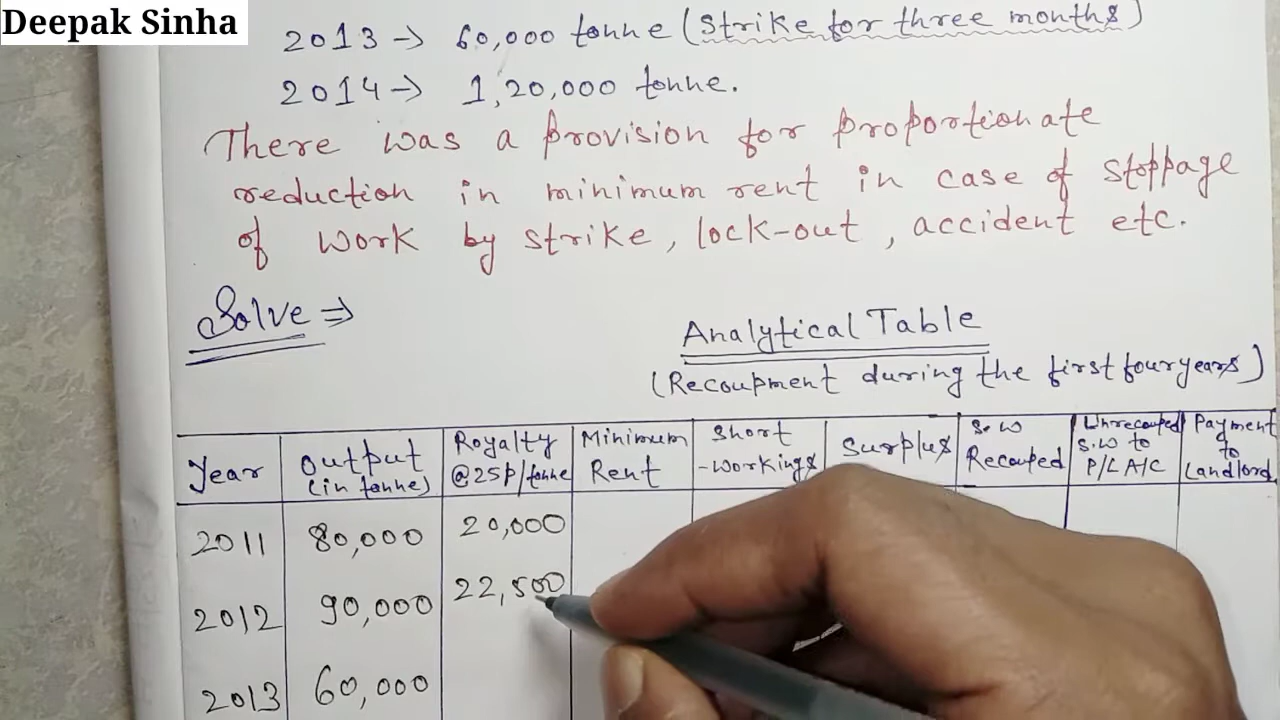 Deepak Sinha
2013 → 60,000 tonne (Strike for three months)
2014 → 1,20,000 tonne.
There was a provision for proportionate
reduction in minimum rent in case of stoppage
of work by strike, lock-out, accident etc.
Solve ⇒
Analytical Table
(Recoupment during the first four years)
Year Output (in tonne) Royalty @25P/tonne Minimum Rent Short-workings Surplus S.W Recouped Unrecouped S.W to P/L A/C Payment to Landlord
2011 80,000 20,000
2012 90,000 22,500
2013 60,000